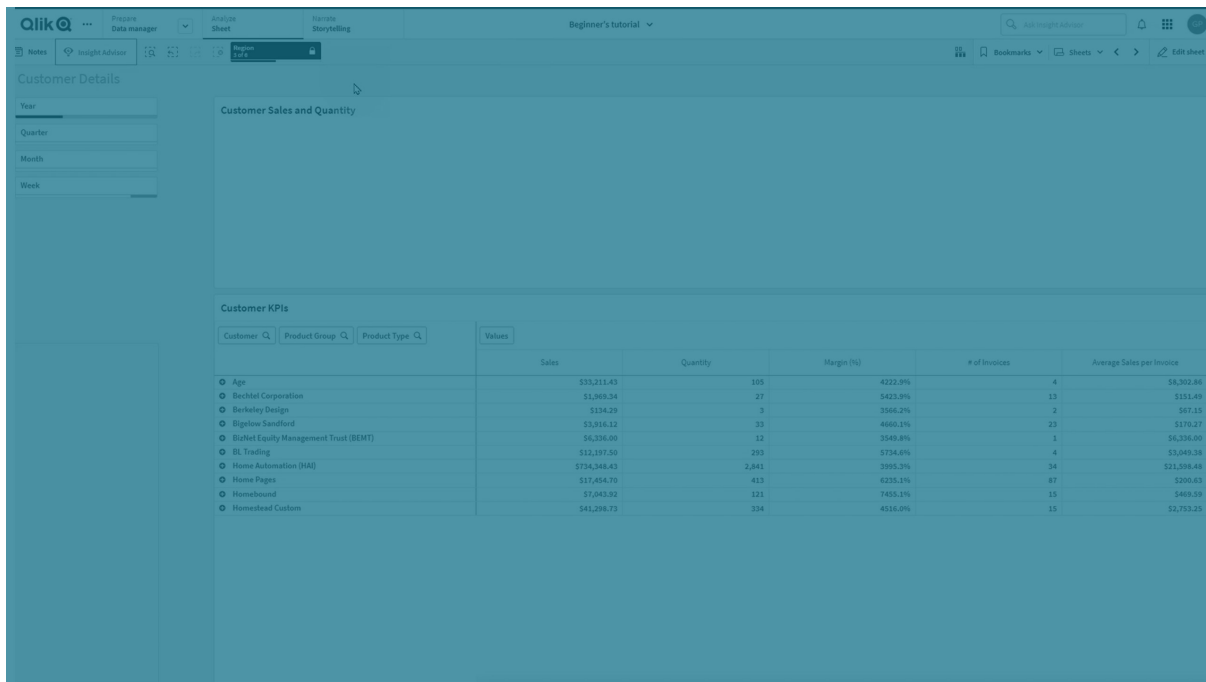 Qlik
Prepare
Data manager
Analyze
Sheet
Narrate
Storytelling
Beginner's tutorial
Ask Insight Advisor
Notes
Insight Advisor
Region
3 of 8
Bookmarks
Sheets
Edit sheet
Customer Details
Year
Quarter
Month
Week
Customer Sales and Quantity
Customer KPIs
Customer Product Group Product Type Values
Sales Quantity Margin (%) # of Invoices Average Sales per Invoice
Age $33,211.43 105 4222.9% 4 $8,302.86
Bechtel Corporation $1,969.34 27 5423.9% 13 $151.49
Berkeley Design $134.29 3 3566.2% 2 $67.15
Bigelow Sandford $3,916.12 33 4660.1% 23 $170.27
BizNet Equity Management Trust (BEMT) $6,336.00 12 3549.8% 1 $6,336.00
BL Trading $12,197.50 293 5734.6% 4 $3,049.38
Home Automation (HAI) $734,348.43 2,841 3995.3% 34 $21,598.48
Home Pages $17,454.70 413 6235.1% 87 $200.63
Homebound $7,043.92 121 7455.1% 15 $469.59
Homestead Custom $41,298.73 334 4516.0% 15 $2,753.25